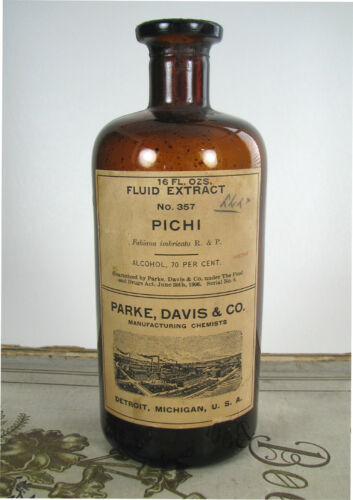 16 FL. OZS.
FLUID EXTRACT
No. 357
PICHI
Fabiana imbricata R. & P.
ALCOHOL, 70 PER CENT.
Guaranteed by Parke, Davis & Co. under The Food
and Drugs Act, June 30th, 1906. Serial No. 6.
PARKE, DAVIS & CO.
MANUFACTURING CHEMISTS
DETROIT, MICHIGAN, U. S. A.